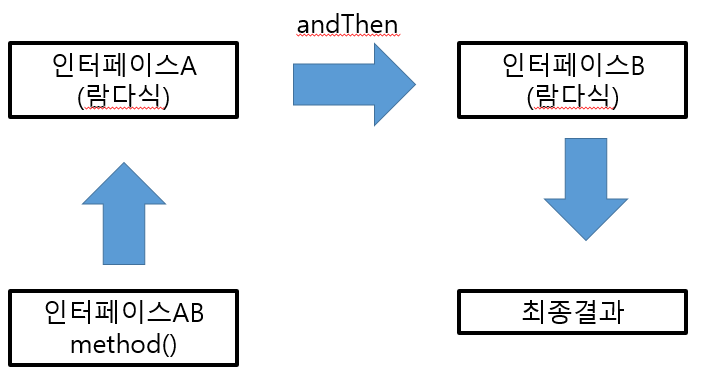 andThen
인터페이스A
(람다식)
인터페이스B
(람다식)
인터페이스AB
method()
최종결과